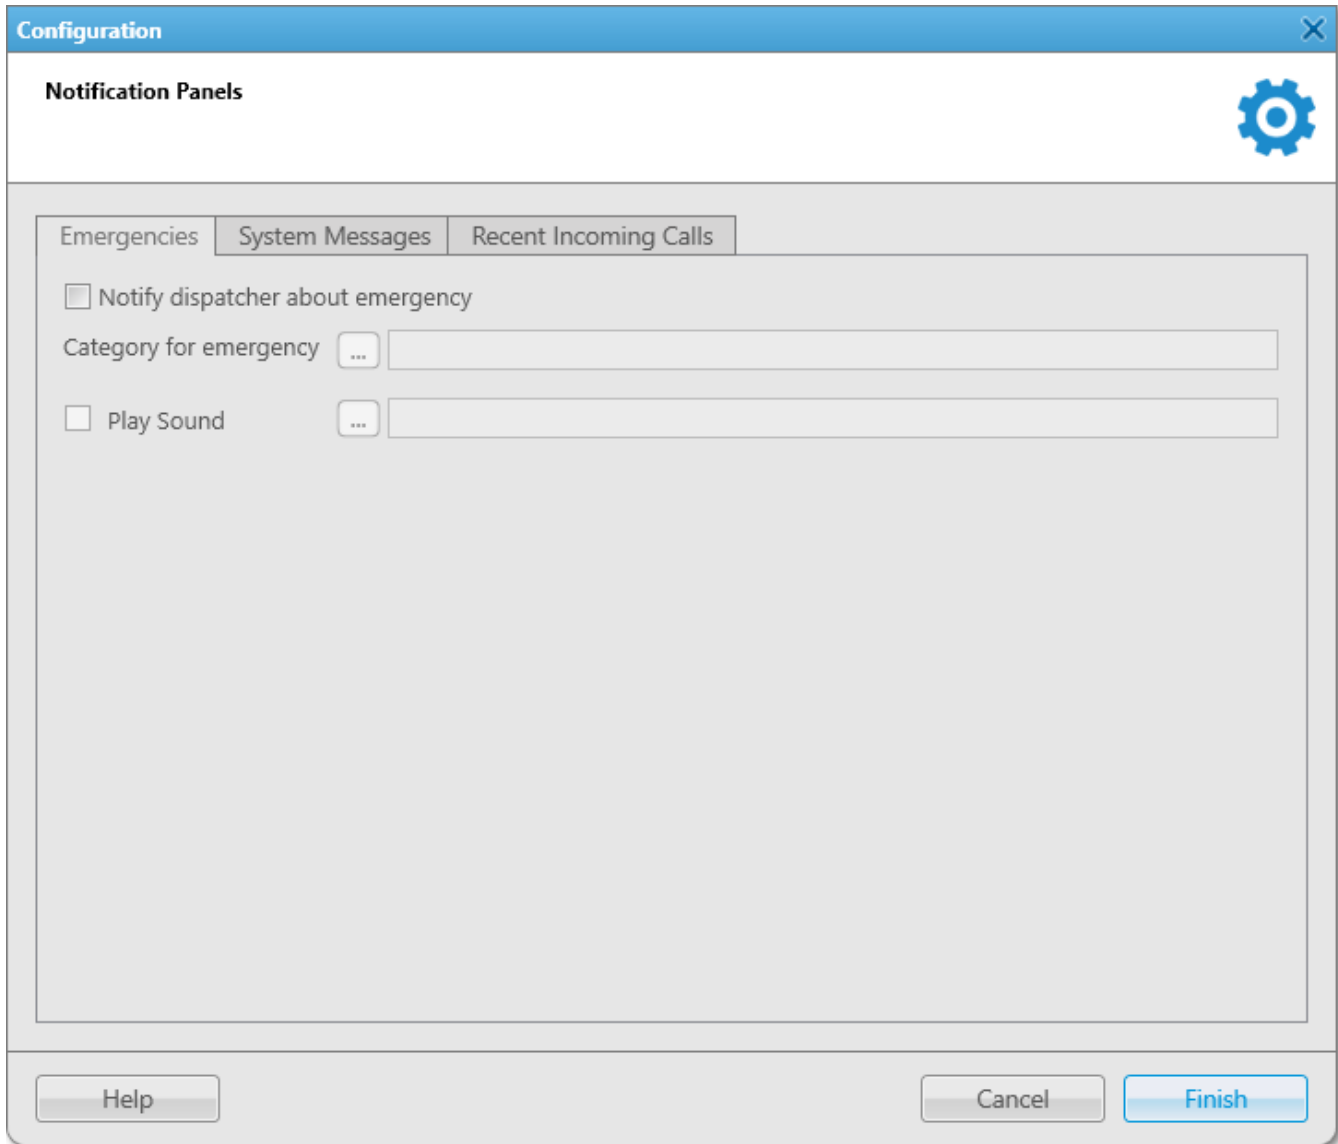 Configuration
Notification Panels
Emergencies System Messages Recent Incoming Calls
Notify dispatcher about emergency
Category for emergency ...
Play Sound ...
Help Cancel Finish